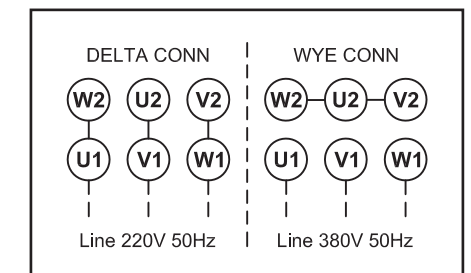 DELTA CONN
W2 U2 V2
U1 V1 W1
Line 220V 50Hz
WYE CONN
W2 U2 V2
U1 V1 W1
Line 380V 50Hz